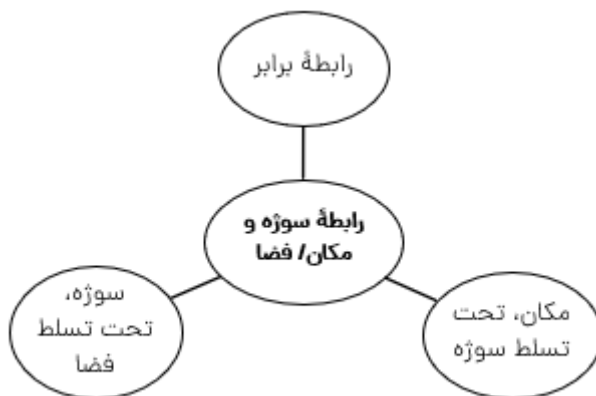 رابطهٔ برابر
رابطهٔ سوژه و
مکان/ فضا
مکان، تحت
تسلط سوژه
سوژه،
تحت تسلط
فضا